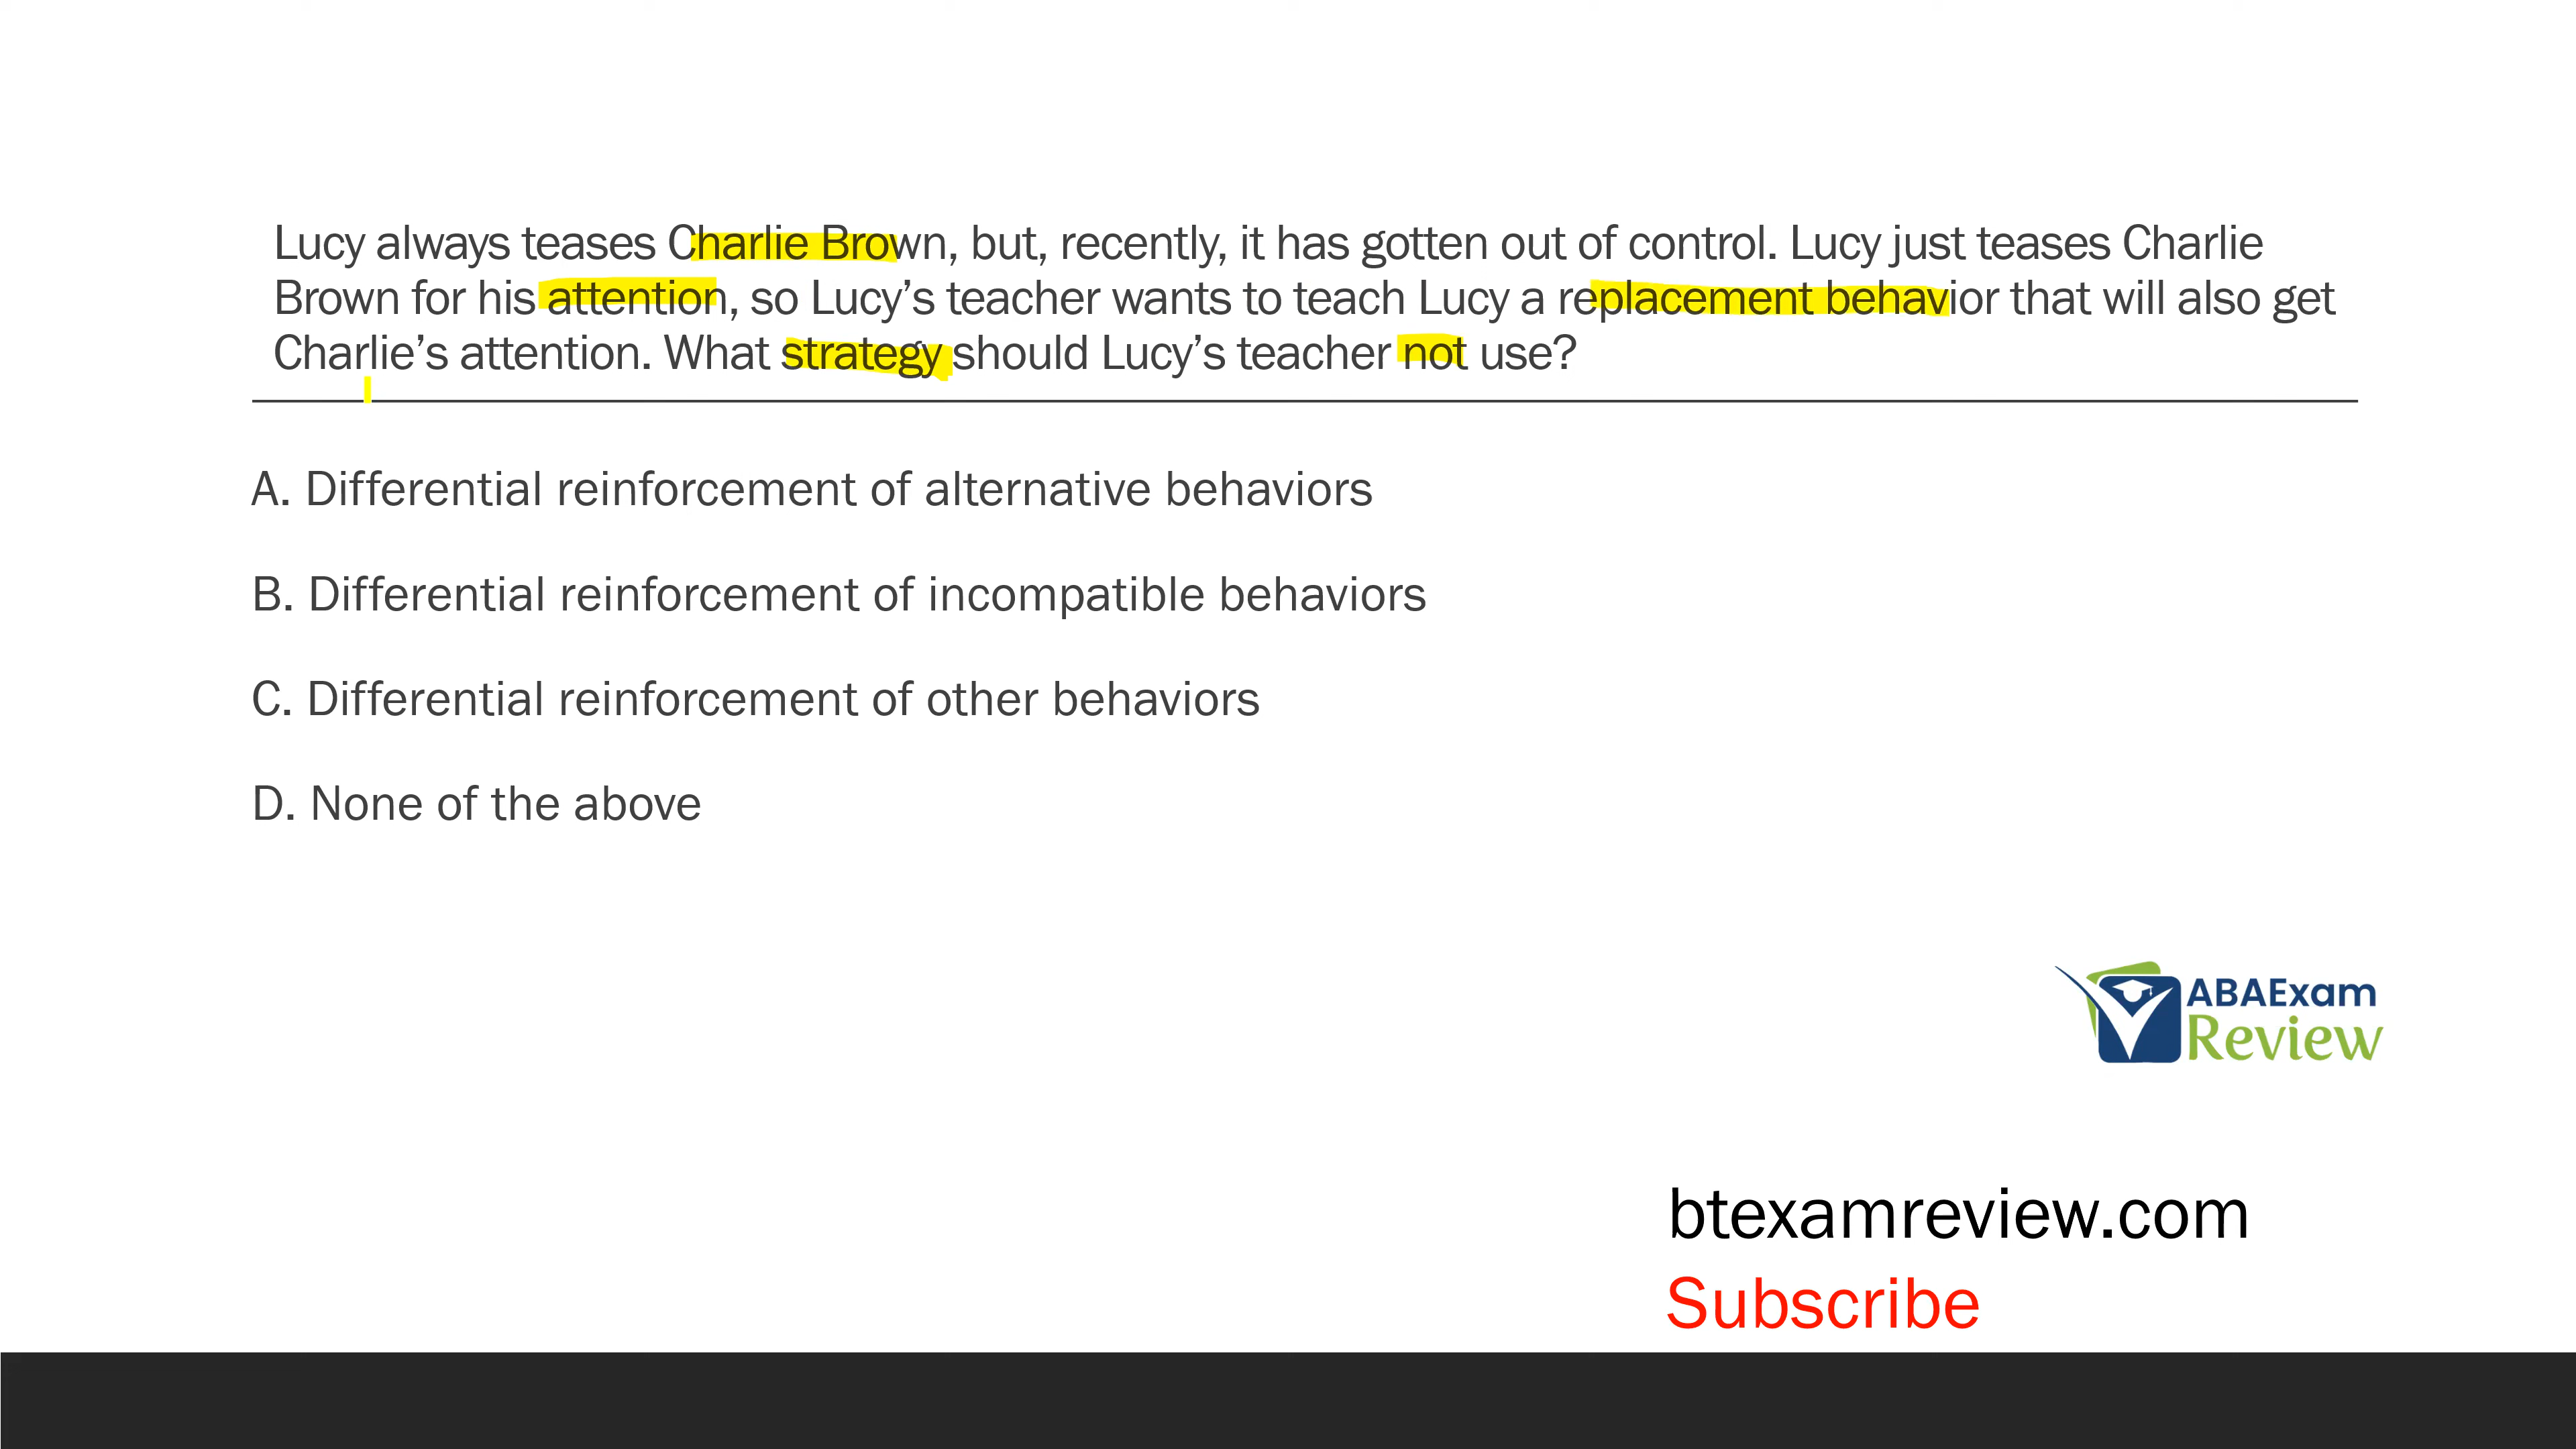 Lucy always teases Charlie Brown, but, recently, it has gotten out of control. Lucy just teases Charlie
Brown for his attention, so Lucy’s teacher wants to teach Lucy a replacement behavior that will also get
Charlie’s attention. What strategy should Lucy’s teacher not use?
A. Differential reinforcement of alternative behaviors
B. Differential reinforcement of incompatible behaviors
C. Differential reinforcement of other behaviors
D. None of the above
ABAExam
Review
btexamreview.com
Subscribe